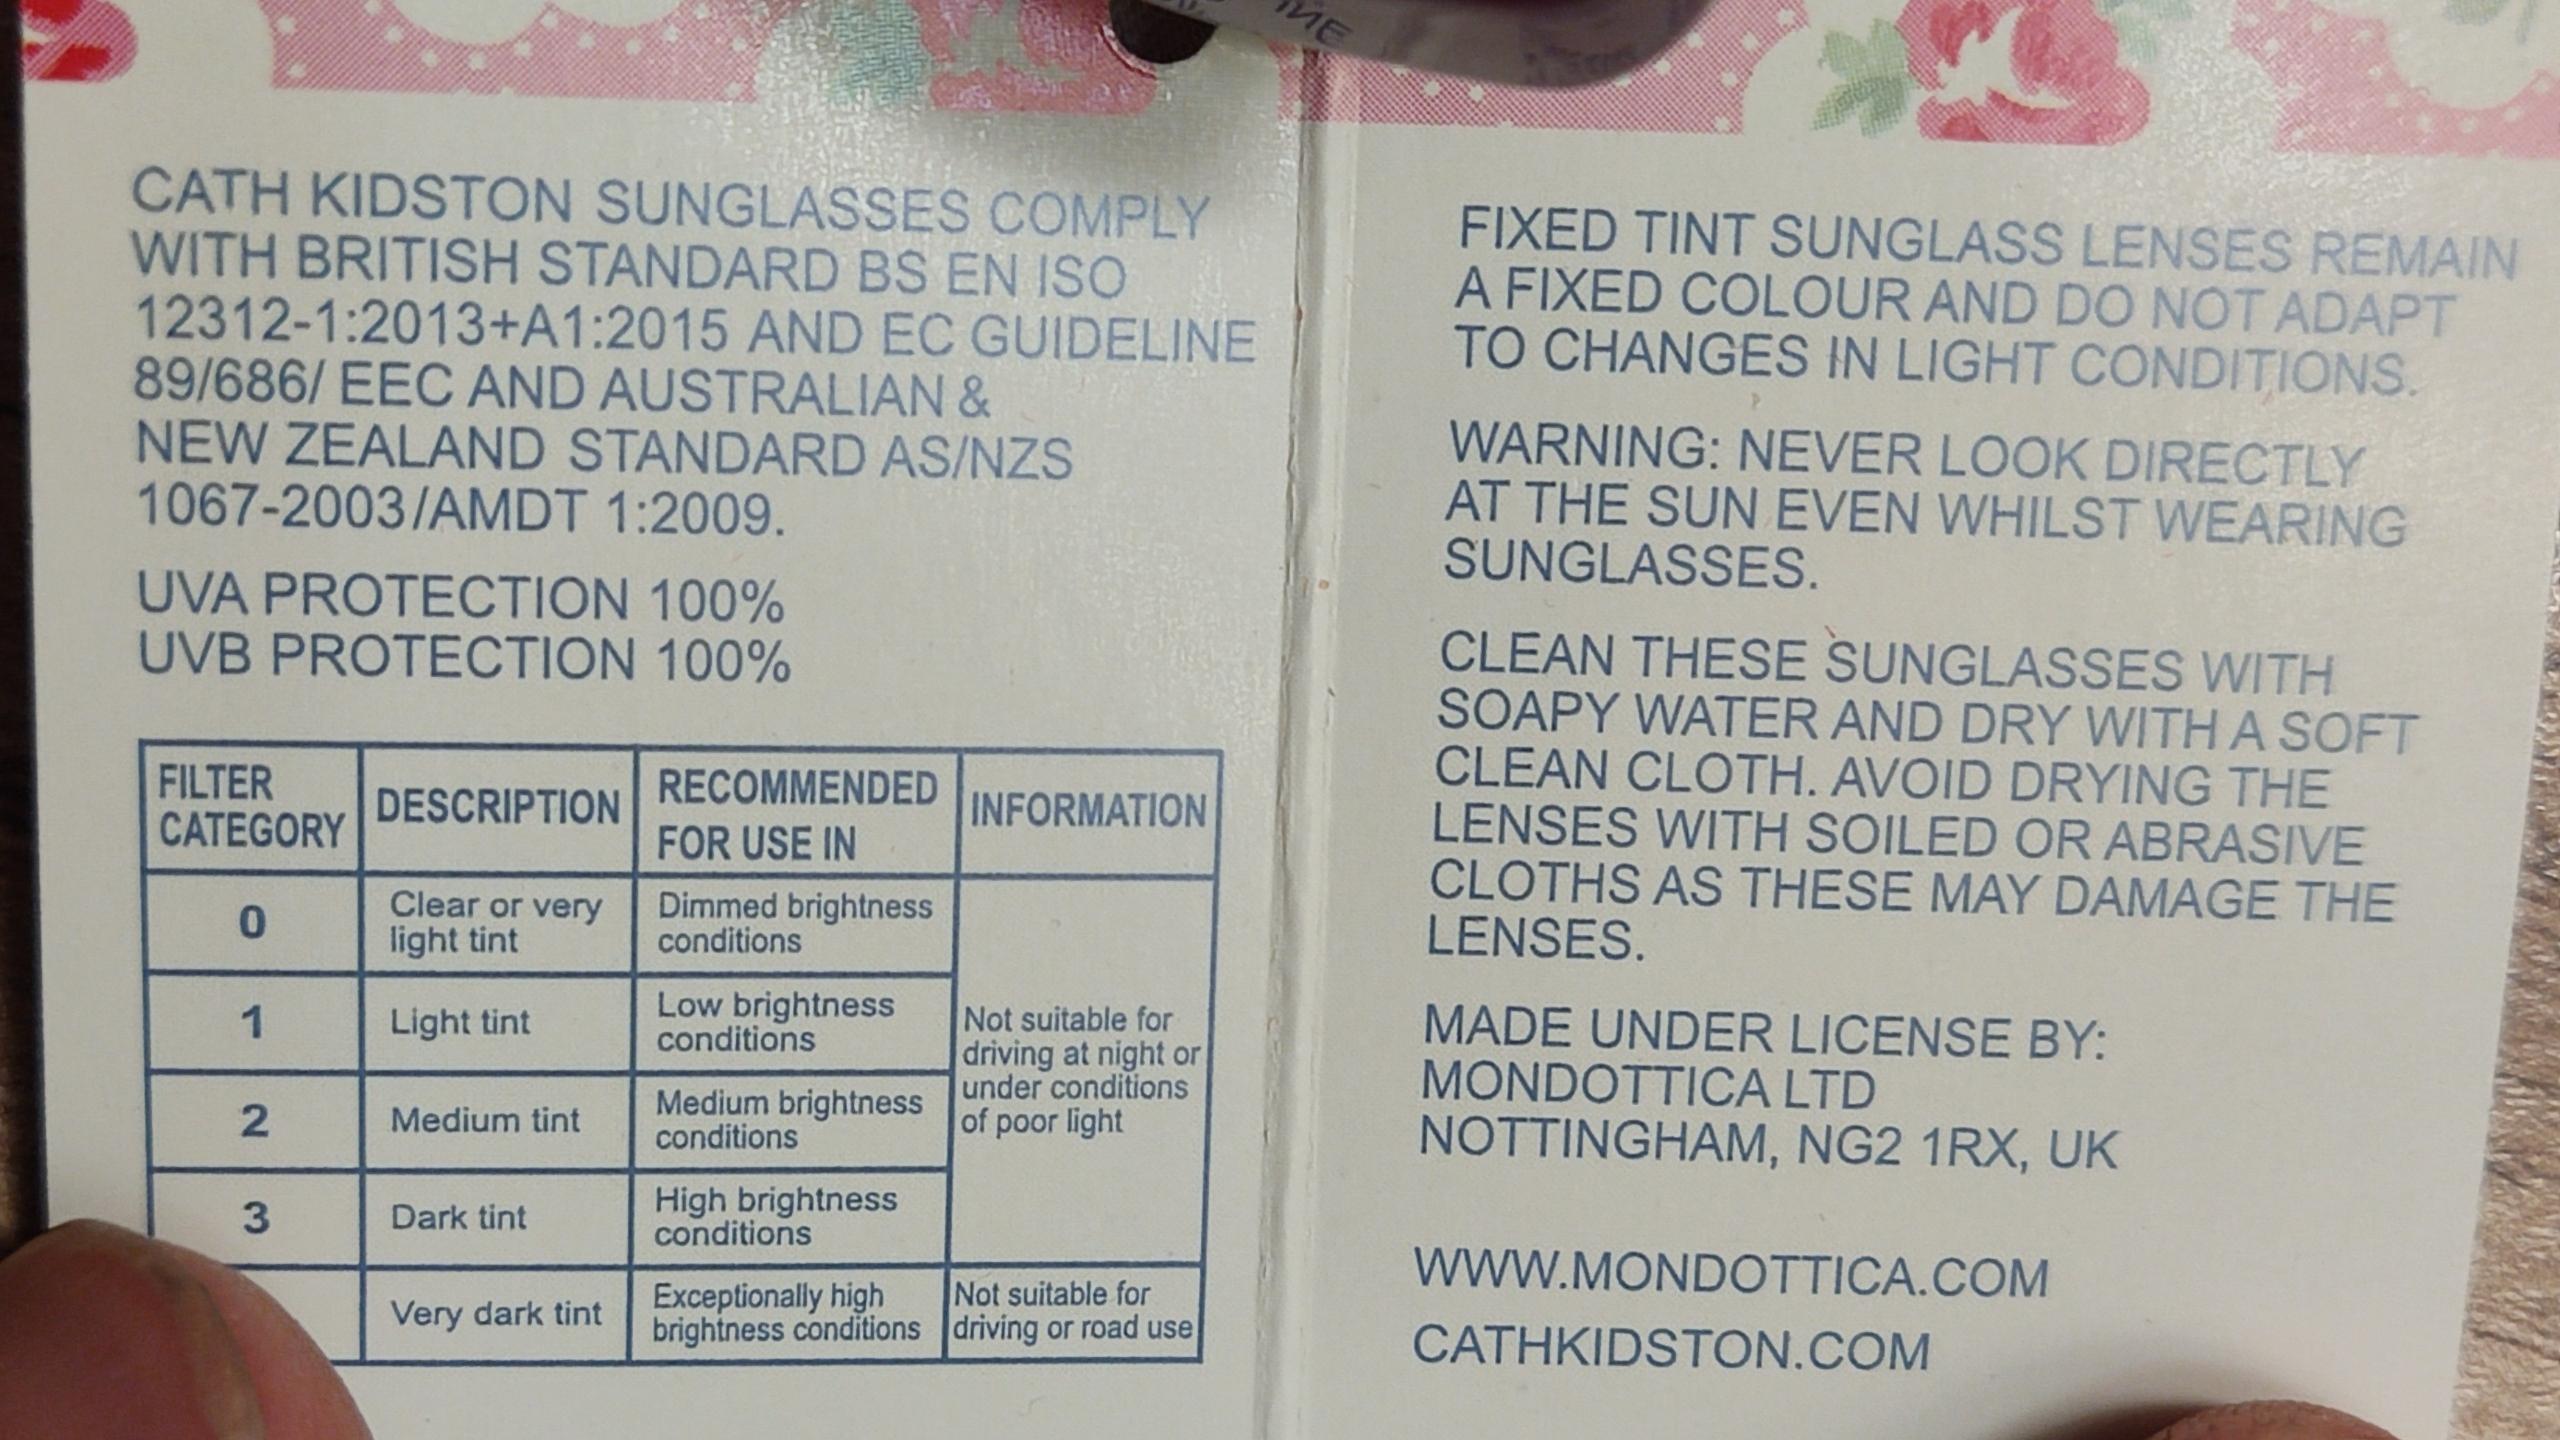 CATH KIDSTON SUNGLASSES COMPLY
WITH BRITISH STANDARD BS EN ISO
12312-1:2013+A1:2015 AND EC GUIDELINE
89/686/ EEC AND AUSTRALIAN &
NEW ZEALAND STANDARD AS/NZS
1067-2003/AMDT 1:2009.
UVA PROTECTION 100%
UVB PROTECTION 100%
FILTER
CATEGORY
DESCRIPTION
RECOMMENDED
FOR USE IN
INFORMATION
0
Clear or very
light tint
Dimmed brightness
conditions
1
Light tint
Low brightness
conditions
2
Medium tint
Medium brightness
conditions
3
Dark tint
High brightness
conditions
Not suitable for
driving at night or
under conditions
of poor light
Very dark tint
Exceptionally high
brightness conditions
Not suitable for
driving or road use
FIXED TINT SUNGLASS LENSES REMAIN
A FIXED COLOUR AND DO NOT ADAPT
TO CHANGES IN LIGHT CONDITIONS.
WARNING: NEVER LOOK DIRECTLY
AT THE SUN EVEN WHILST WEARING
SUNGLASSES.
CLEAN THESE SUNGLASSES WITH
SOAPY WATER AND DRY WITH A SOFT
CLEAN CLOTH. AVOID DRYING THE
LENSES WITH SOILED OR ABRASIVE
CLOTHS AS THESE MAY DAMAGE THE
LENSES.
MADE UNDER LICENSE BY:
MONDOTTICA LTD
NOTTINGHAM, NG2 1RX, UK
WWW.MONDOTTICA.COM
CATHKIDSTON.COM